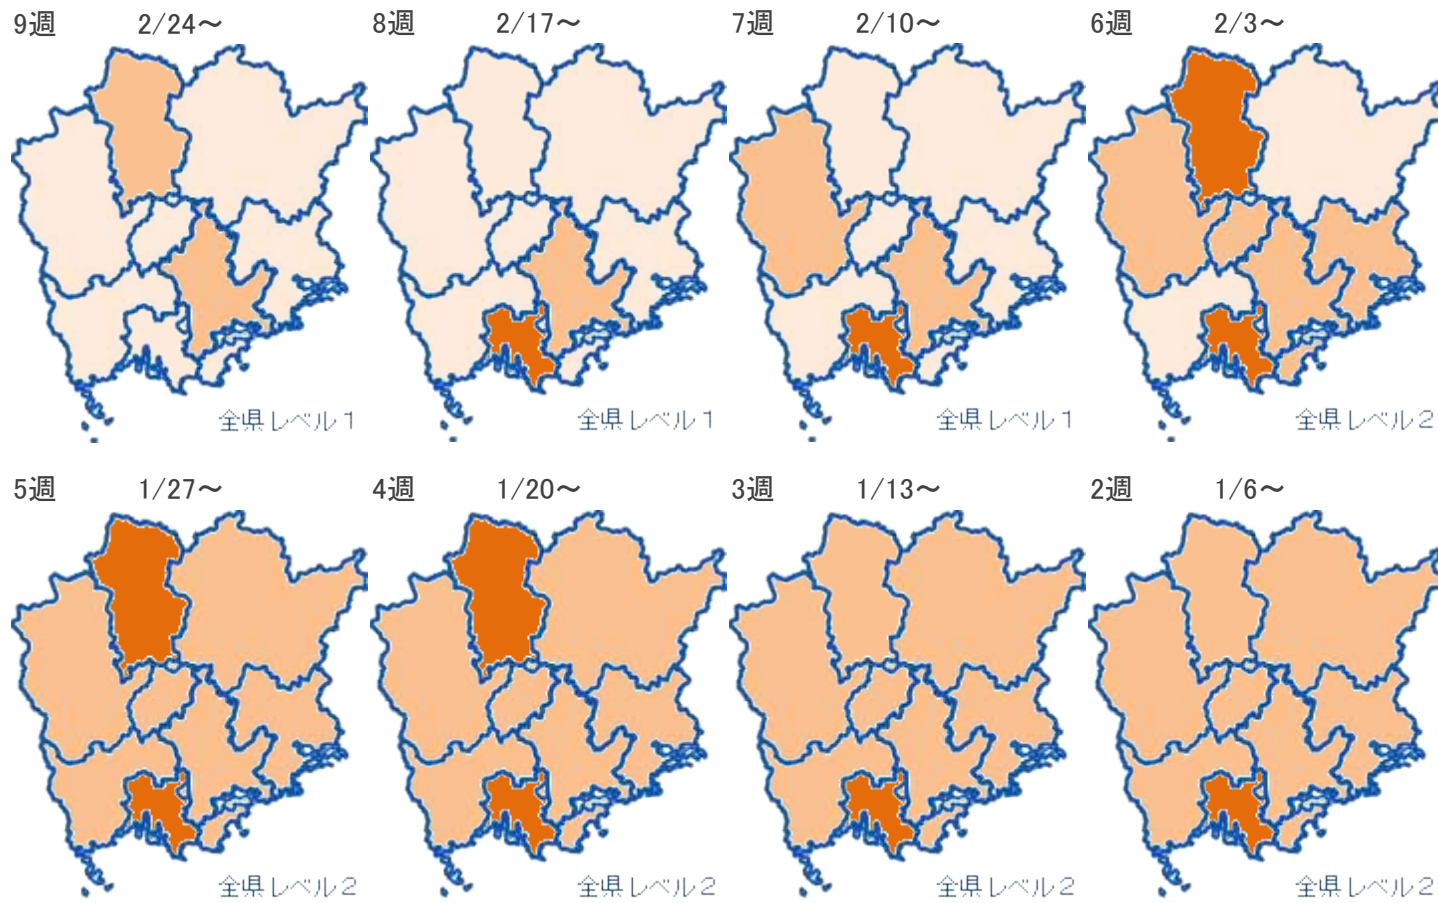 9週 2/24～
8週 2/17～
7週 2/10～
6週 2/3～
全県レベル1
全県レベル1
全県レベル1
全県レベル2
5週 1/27～
4週 1/20～
3週 1/13～
2週 1/6～
全県レベル2
全県レベル2
全県レベル2
全県レベル2